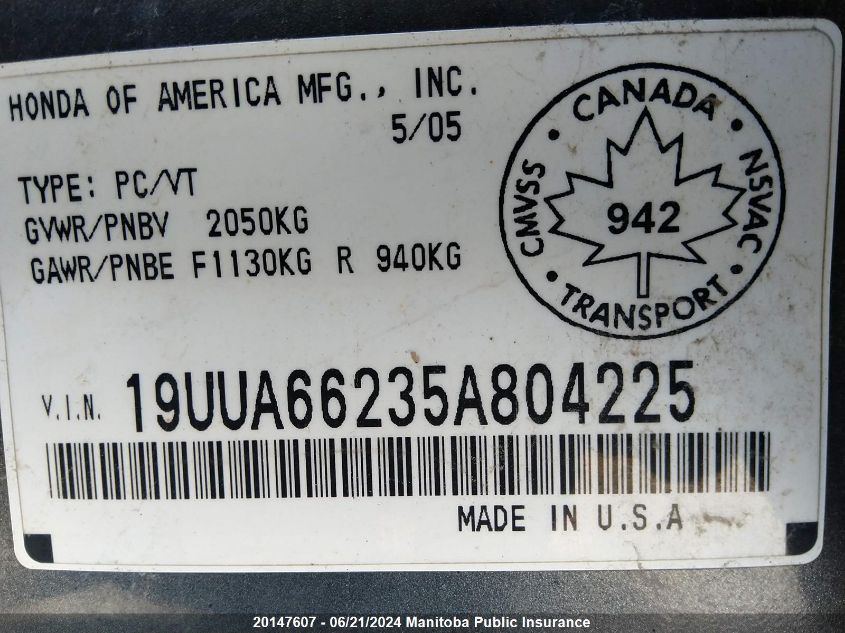 HONDA OF AMERICA MFG., INC.
5/05
TYPE: PC/VT
GVWR/PNBV 2050KG
GAWR/PNBE F1130KG R 940KG
CANADA
CMVSS
NSVAC
942
TRANSPORT
V.I.N. 19UUA66235A804225
MADE IN U.S.A
20147607 - 06/21/2024 Manitoba Public Insurance